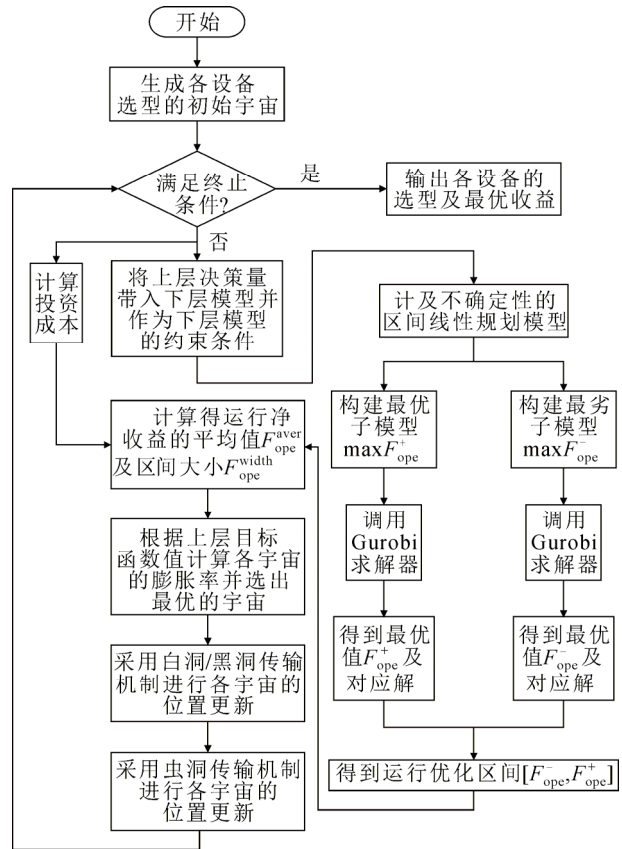 开始
生成各设备
选型的初始宇宙
满足终止
条件?
是
输出各设备的
选型及最优收益
否
计算
投资
成本
将上层决策量
带入下层模型并
作为下层模型
的约束条件
计及不确定性的
区间线性规划模型
构建最优
子模型
maxF⁺ope
构建最劣
子模型
maxF⁻ope
计算得运行净
收益的平均值F^aver_ope
及区间大小F^width_ope
调用
Gurobi
求解器
调用
Gurobi
求解器
根据上层目标
函数值计算各宇宙
的膨胀率并选出
最优的宇宙
得到最优
值F⁺ope及
对应解
得到最优
值F⁻ope及
对应解
采用白洞/黑洞传输
机制进行各宇宙的
位置更新
得到运行优化区间[F⁻ope,F⁺ope]
采用虫洞传输机制
进行各宇宙的
位置更新